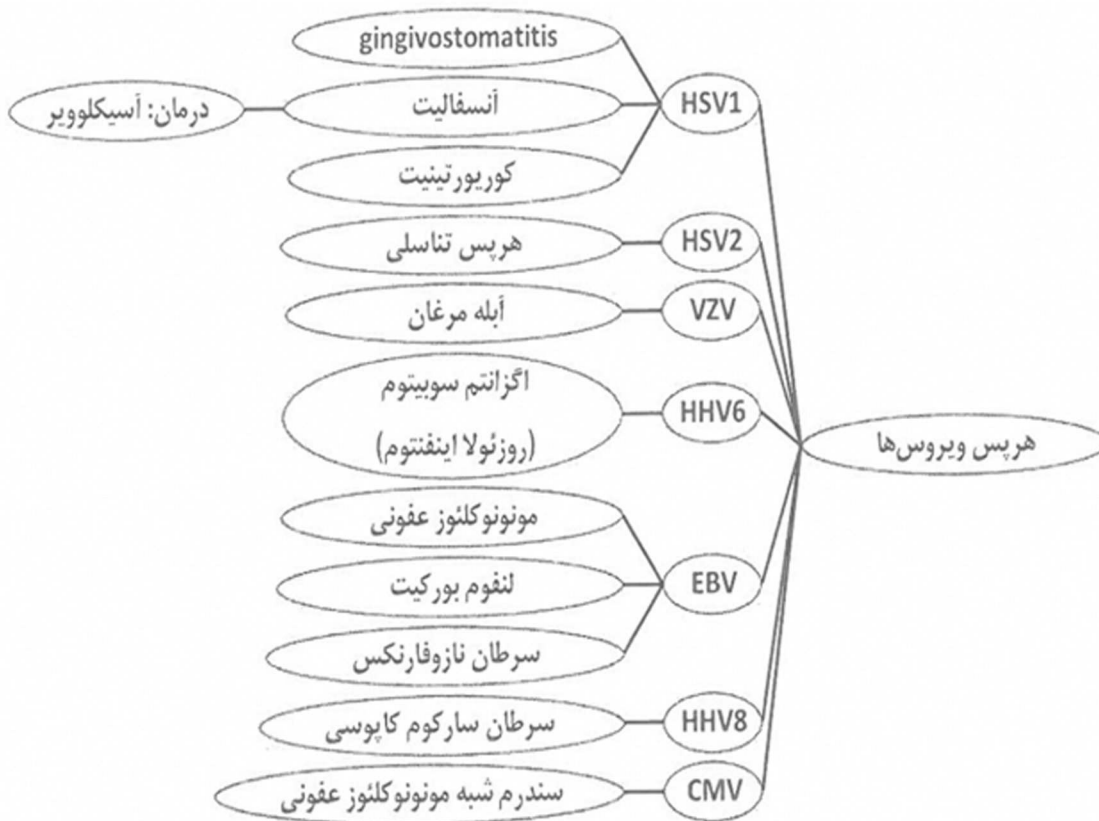 هرپس ویروس‌ها
HSV1
gingivostomatitis
آنسفالیت
درمان: آسیکلوویر
کوریورتینیت
HSV2
هرپس تناسلی
VZV
آبله مرغان
HHV6
اگزانتم سوبیتوم
(روزئولا اینفنتوم)
EBV
مونونوکلئوز عفونی
لنفوم بورکیت
سرطان نازوفارنکس
HHV8
سرطان سارکوم کاپوسی
CMV
سندرم شبه مونونوکلئوز عفونی